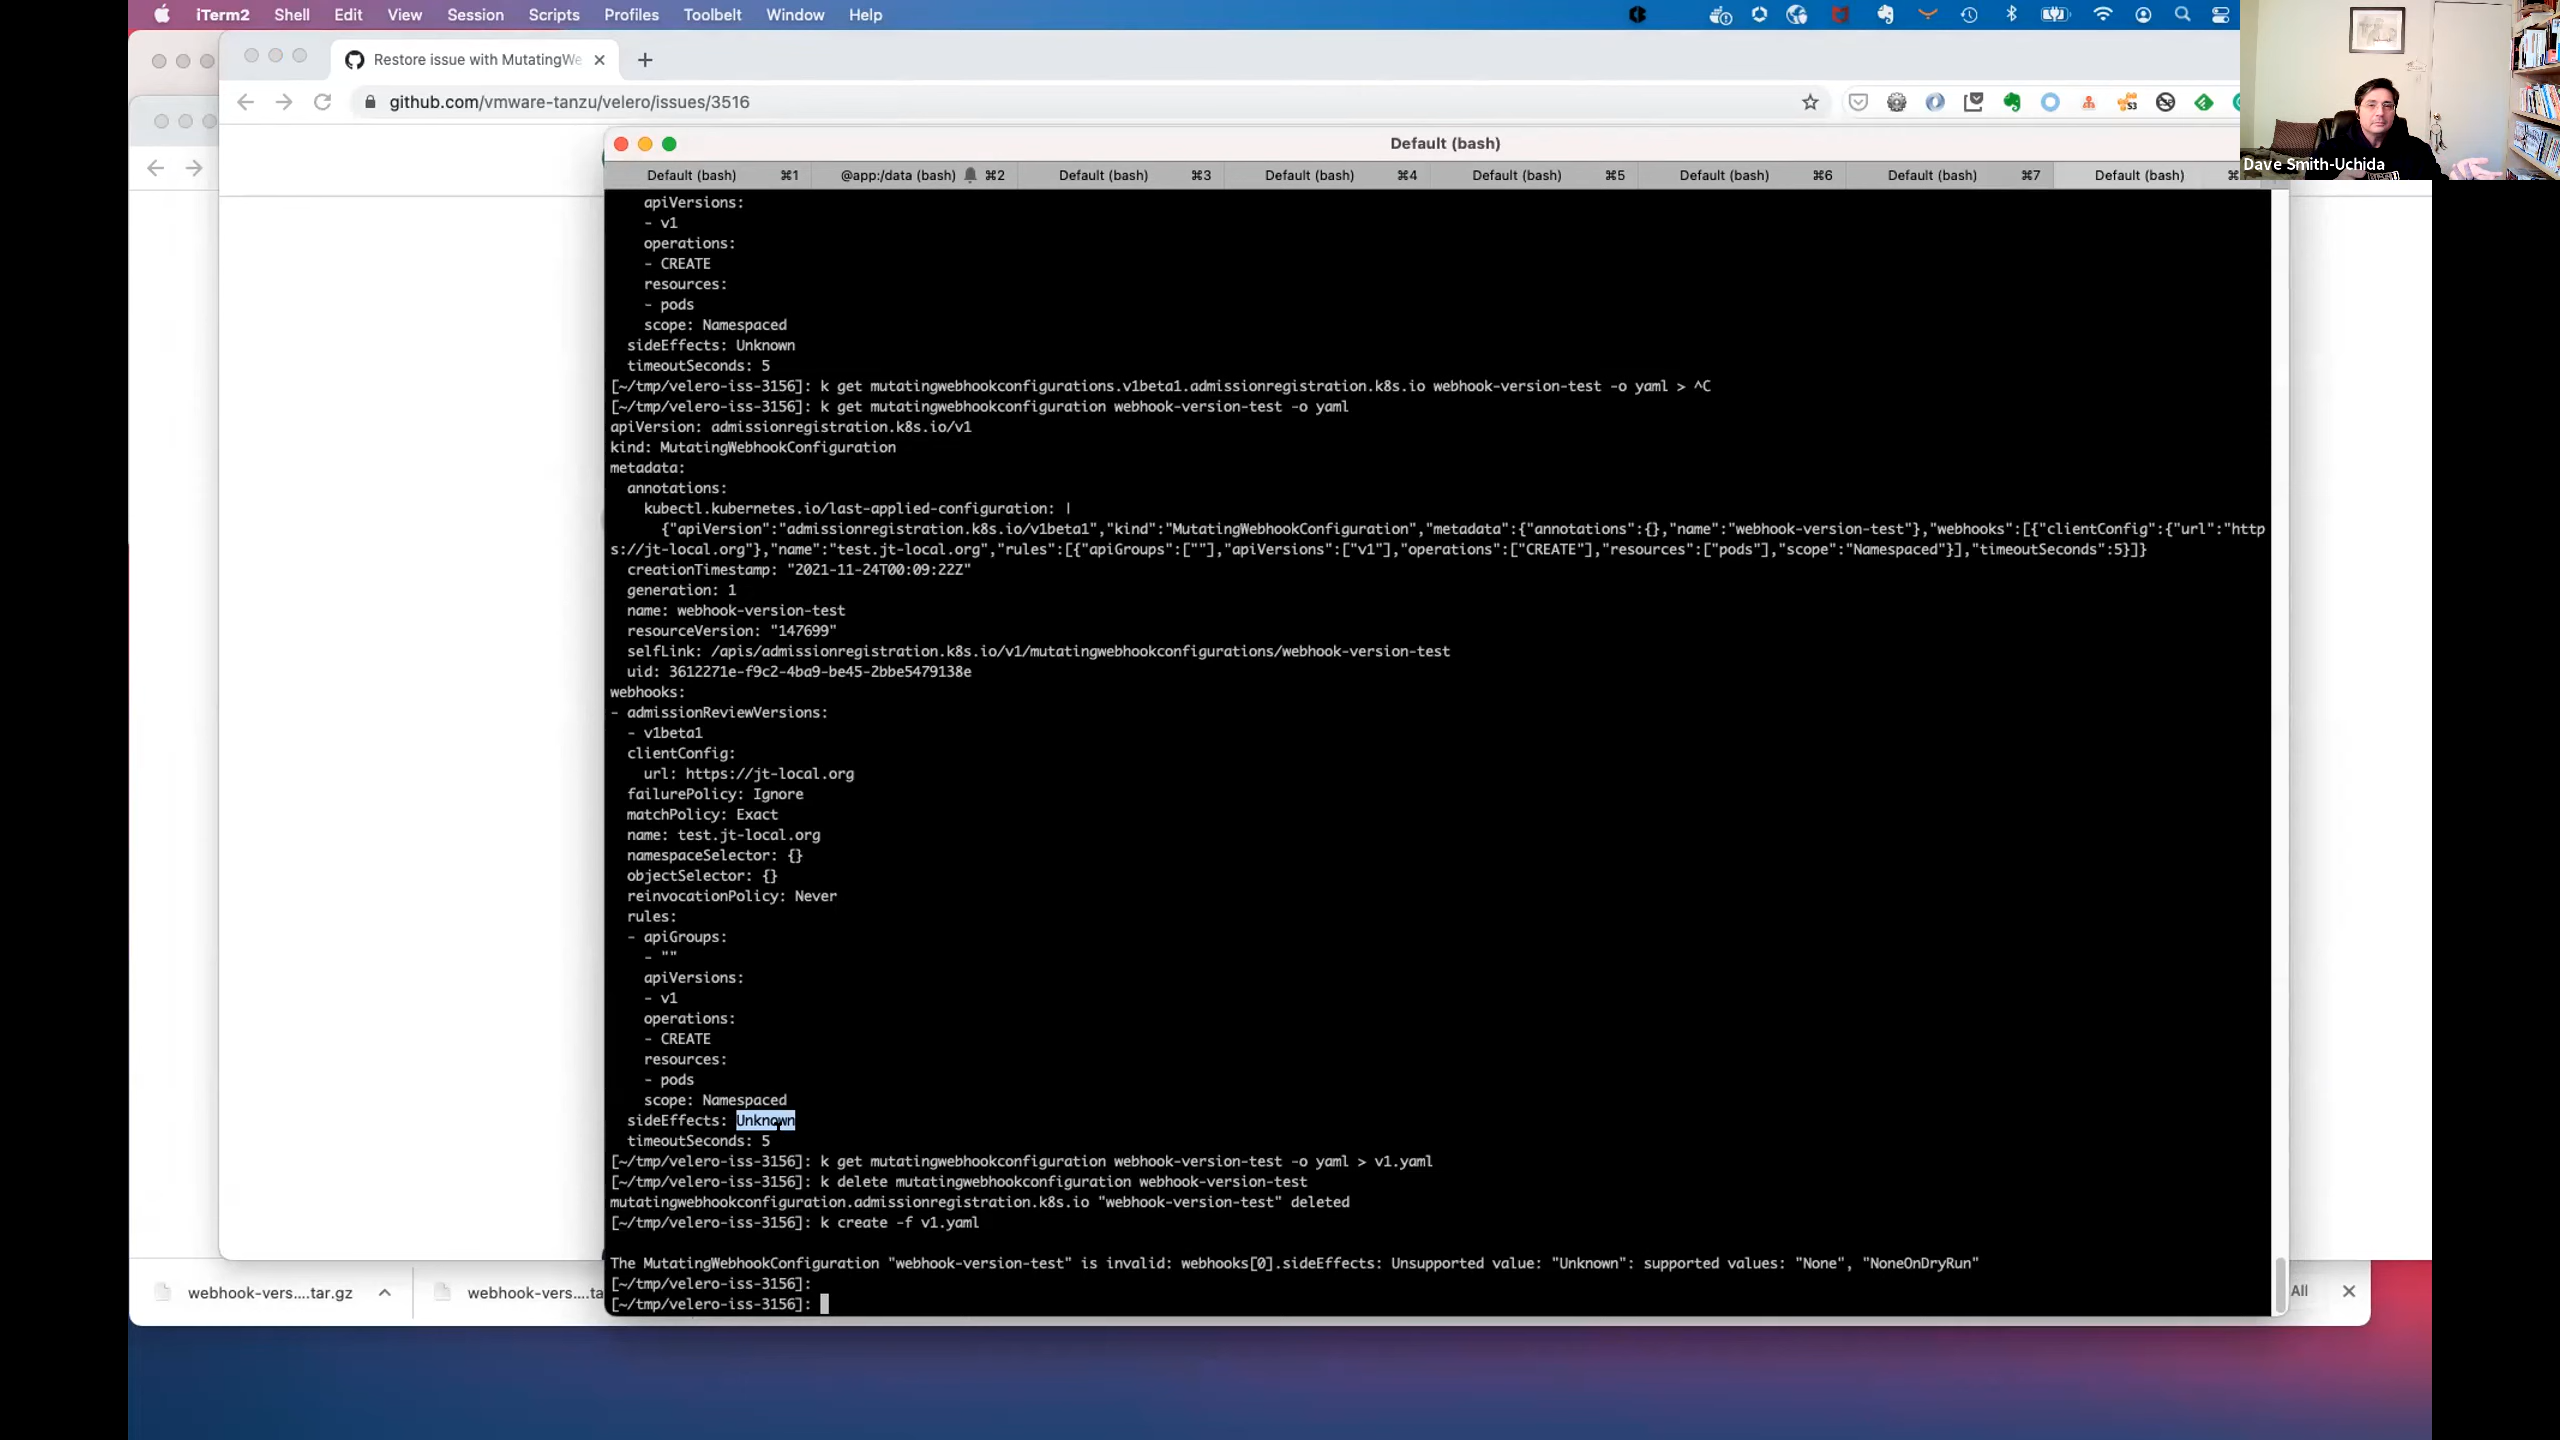 iTerm2 Shell Edit View Session Scripts Profiles Toolbelt Window Help
Restore issue with MutatingWe
github.com/vmware-tanzu/velero/issues/3516
Dave Smith-Uchida
Default (bash)
Default (bash) ⌘1 @app:/data (bash) ⌘2 Default (bash) ⌘3 Default (bash) ⌘4 Default (bash) ⌘5 Default (bash) ⌘6 Default (bash) ⌘7 Default (bash) ⌘
apiVersions:
- v1
operations:
- CREATE
resources:
- pods
scope: Namespaced
sideEffects: Unknown
timeoutSeconds: 5
[~/tmp/velero-iss-3156]: k get mutatingwebhookconfigurations.v1beta1.admissionregistration.k8s.io webhook-version-test -o yaml > ^C
[~/tmp/velero-iss-3156]: k get mutatingwebhookconfiguration webhook-version-test -o yaml
apiVersion: admissionregistration.k8s.io/v1
kind: MutatingWebhookConfiguration
metadata:
annotations:
kubectl.kubernetes.io/last-applied-configuration: |
{"apiVersion":"admissionregistration.k8s.io/v1beta1","kind":"MutatingWebhookConfiguration","metadata":{"annotations":{},"name":"webhook-version-test"},"webhooks":[{"clientConfig":{"url":"http
s://jt-local.org"},"name":"test.jt-local.org","rules":[{"apiGroups":[""],"apiVersions":["v1"],"operations":["CREATE"],"resources":["pods"],"scope":"Namespaced"}],"timeoutSeconds":5}]}
creationTimestamp: "2021-11-24T00:09:22Z"
generation: 1
name: webhook-version-test
resourceVersion: "147699"
selfLink: /apis/admissionregistration.k8s.io/v1/mutatingwebhookconfigurations/webhook-version-test
uid: 3612271e-f9c2-4ba9-be45-2bbe5479138e
webhooks:
- admissionReviewVersions:
- v1beta1
clientConfig:
url: https://jt-local.org
failurePolicy: Ignore
matchPolicy: Exact
name: test.jt-local.org
namespaceSelector: {}
objectSelector: {}
reinvocationPolicy: Never
rules:
- apiGroups:
- ""
apiVersions:
- v1
operations:
- CREATE
resources:
- pods
scope: Namespaced
sideEffects: Unknown
timeoutSeconds: 5
[~/tmp/velero-iss-3156]: k get mutatingwebhookconfiguration webhook-version-test -o yaml > v1.yaml
[~/tmp/velero-iss-3156]: k delete mutatingwebhookconfiguration webhook-version-test
mutatingwebhookconfiguration.admissionregistration.k8s.io "webhook-version-test" deleted
[~/tmp/velero-iss-3156]: k create -f v1.yaml
The MutatingWebhookConfiguration "webhook-version-test" is invalid: webhooks[0].sideEffects: Unsupported value: "Unknown": supported values: "None", "NoneOnDryRun"
[~/tmp/velero-iss-3156]:
[~/tmp/velero-iss-3156]:
webhook-vers....tar.gz webhook-vers....ta All